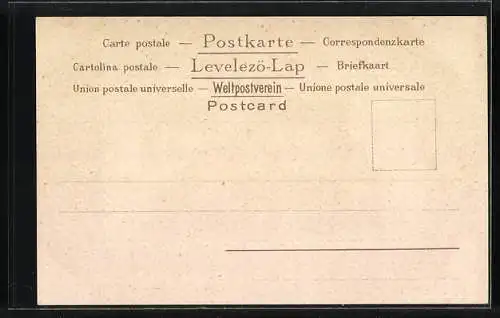 Carte postale — Postkarte — Correspondenzkarte
Cartolina postale — Levelezö-Lap — Briefkaart
Union postale universelle — Weltpostverein — Unione postale universale
Postcard